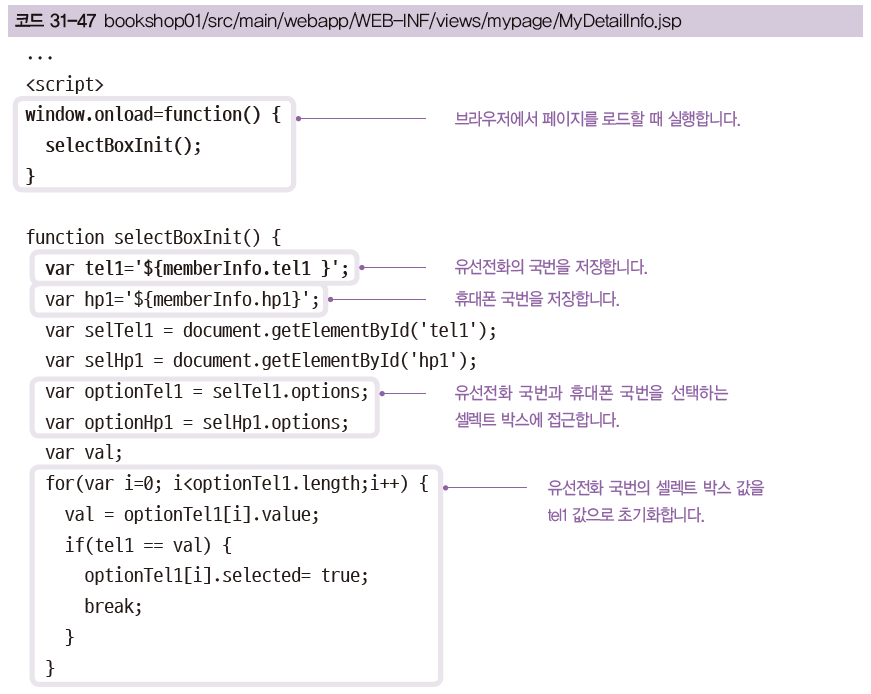 코드 31-47 bookshop01/src/main/webapp/WEB-INF/views/mypage/MyDetailInfo.jsp
...
<script>
window.onload=function() {
브라우저에서 페이지를 로드할 때 실행합니다.
selectBoxInit();
}
function selectBoxInit() {
var tel1='${memberInfo.tel1 }';
유선전화의 국번을 저장합니다.
var hp1='${memberInfo.hp1}';
휴대폰 국번을 저장합니다.
var selTel1 = document.getElementById('tel1');
var selHp1 = document.getElementById('hp1');
var optionTel1 = selTel1.options;
유선전화 국번과 휴대폰 국번을 선택하는
var optionHp1 = selHp1.options;
셀렉트 박스에 접근합니다.
var val;
for(var i=0; i<optionTel1.length;i++) {
유선전화 국번의 셀렉트 박스 값을
val = optionTel1[i].value;
tel1 값으로 초기화합니다.
if(tel1 == val) {
optionTel1[i].selected= true;
break;
}
}